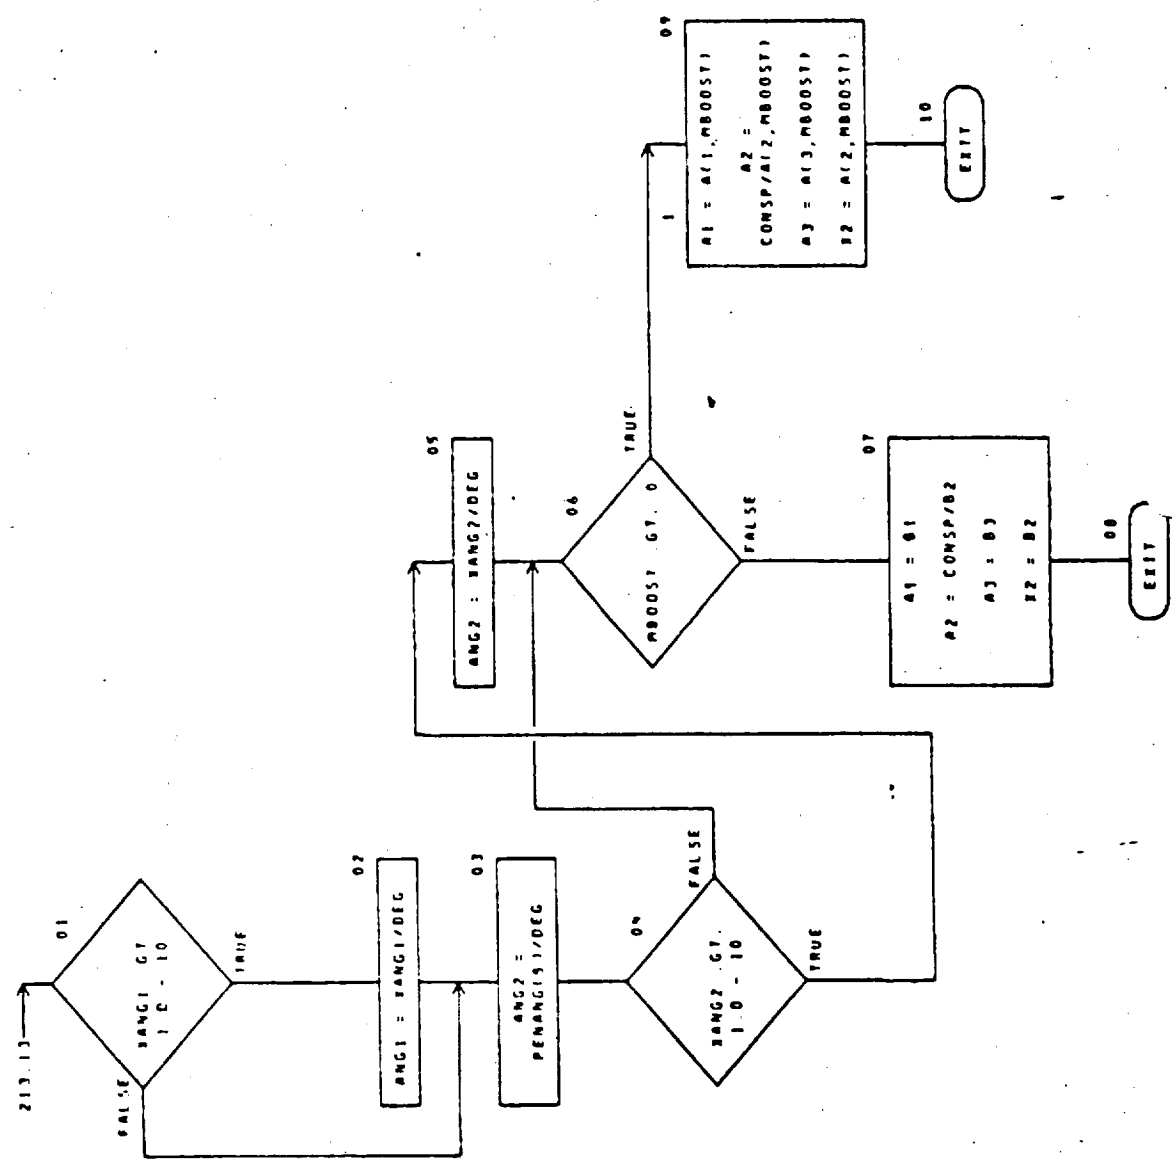 213.13
01
XANG1 .GT
1.0 - 10
FALSE
TRUE
02
ANG1 = XANG1/DEG
03
ANG2 =
PENANG(5)/DEG
04
XANG2 .GT.
1.0 - 10
FALSE
TRUE
05
ANG2 = XANG2/DEG
06
MBOOST .GT. 0
TRUE
FALSE
07
A1 = B1
A2 = CONSP/B2
A3 = B3
X2 = B2
08
EXIT
1
09
A1 = A(1,MBOOST)
A2 =
CONSP/A(2,MBOOST)
A3 = A(3,MBOOST)
X2 = A(2,MBOOST)
10
EXIT